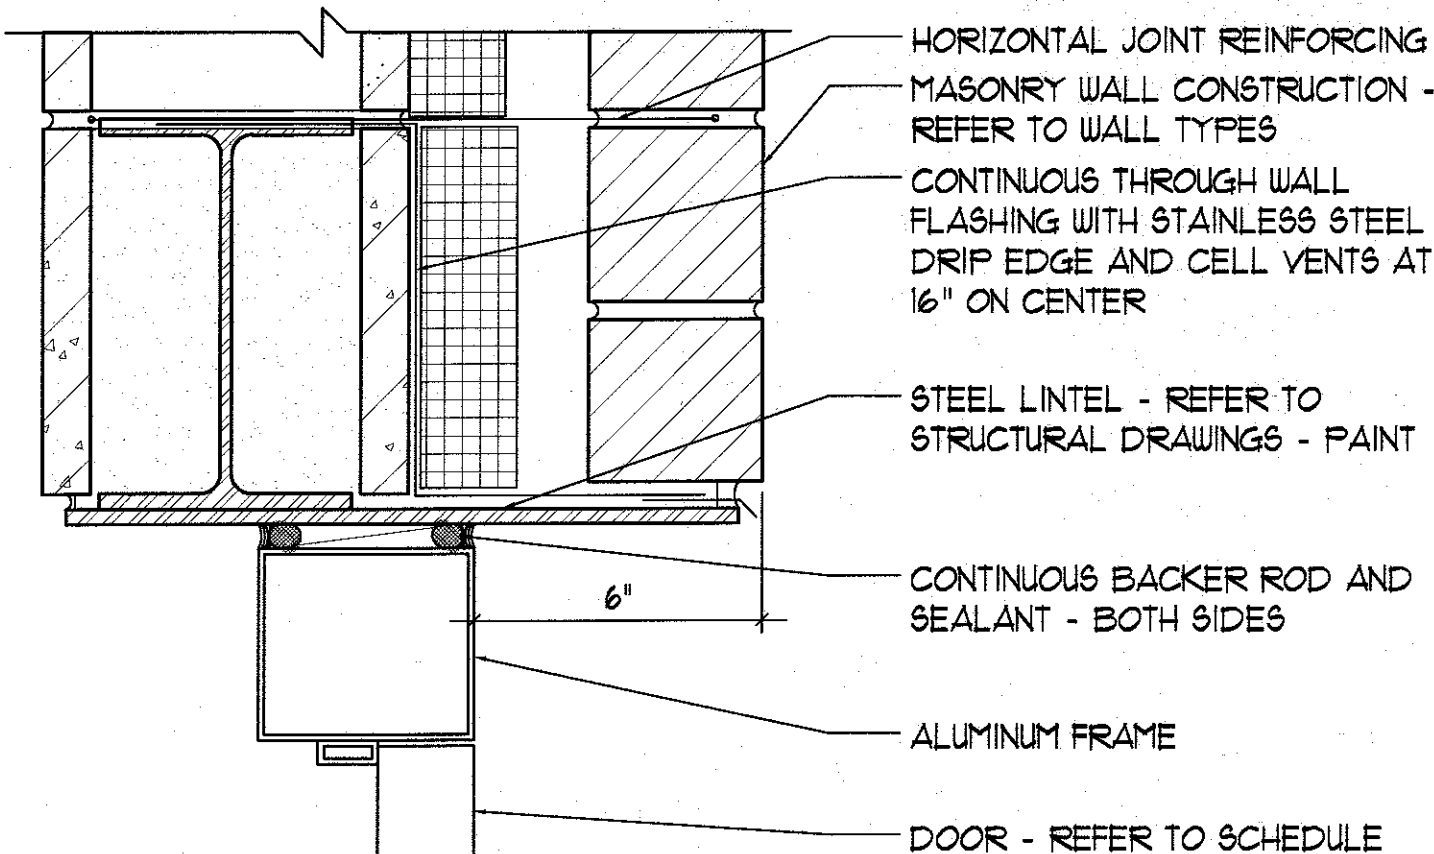 HORIZONTAL JOINT REINFORCING
MASONRY WALL CONSTRUCTION -
REFER TO WALL TYPES
CONTINUOUS THROUGH WALL
FLASHING WITH STAINLESS STEEL
DRIP EDGE AND CELL VENTS AT
16" ON CENTER
STEEL LINTEL - REFER TO
STRUCTURAL DRAWINGS - PAINT
CONTINUOUS BACKER ROD AND
SEALANT - BOTH SIDES
6"
ALUMINUM FRAME
DOOR - REFER TO SCHEDULE